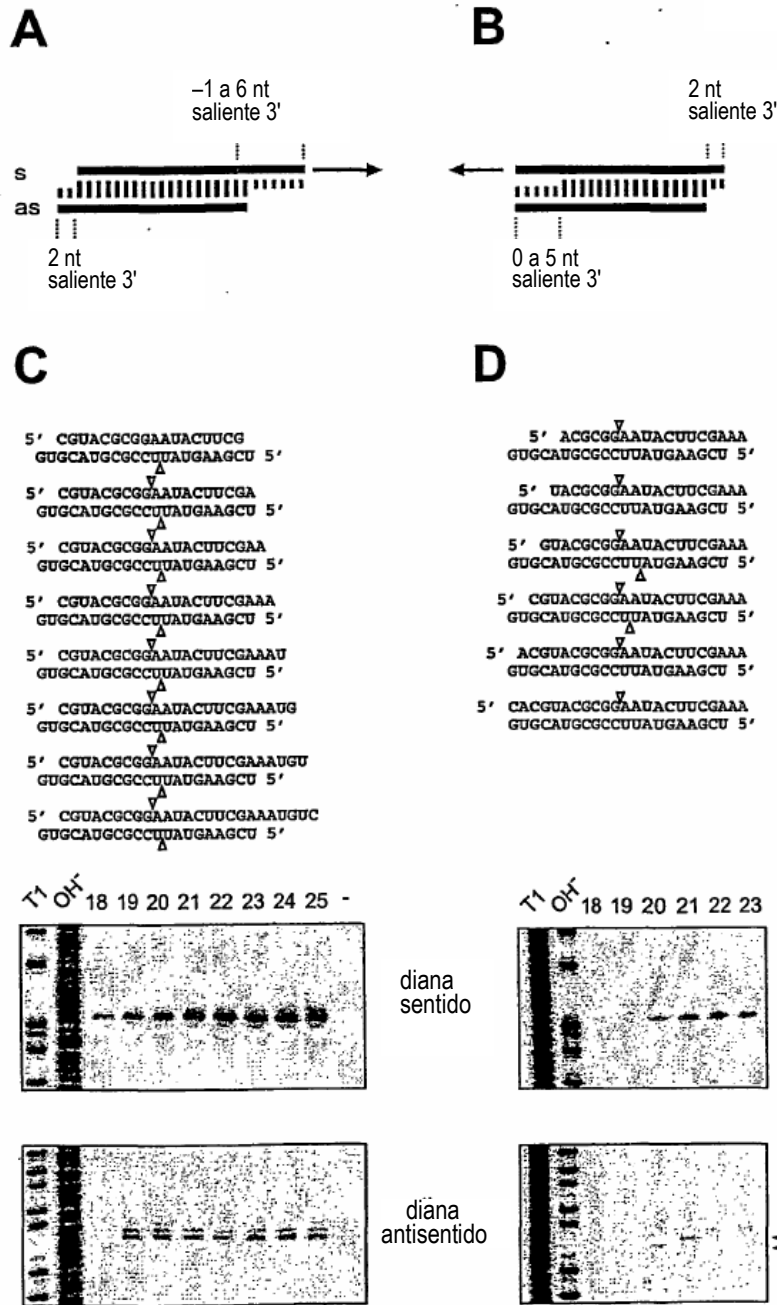 A
B
–1 a 6 nt
saliente 3'
2 nt
saliente 3'
s
as
2 nt
saliente 3'
0 a 5 nt
saliente 3'
C
D
5' CGUACGCGGAAUACUUCG
GUGCAUGCGCCUUAUGAAGCU 5'
5' CGUACGCGGAAUACUUCGA
GUGCAUGCGCCUUAUGAAGCU 5'
5' CGUACGCGGAAUACUUCGAA
GUGCAUGCGCCUUAUGAAGCU 5'
5' CGUACGCGGAAUACUUCGAAA
GUGCAUGCGCCUUAUGAAGCU 5'
5' CGUACGCGGAAUACUUCGAAAU
GUGCAUGCGCCUUAUGAAGCU 5'
5' CGUACGCGGAAUACUUCGAAAUG
GUGCAUGCGCCUUAUGAAGCU 5'
5' CGUACGCGGAAUACUUCGAAAUGU
GUGCAUGCGCCUUAUGAAGCU 5'
5' CGUACGCGGAAUACUUCGAAAUGUC
GUGCAUGCGCCUUAUGAAGCU 5'
5' ACGCGGAAUACUUCGAAA
GUGCAUGCGCCUUAUGAAGCU 5'
5' UACGCGGAAUACUUCGAAA
GUGCAUGCGCCUUAUGAAGCU 5'
5' GUACGCGGAAUACUUCGAAA
GUGCAUGCGCCUUAUGAAGCU 5'
5' CGUACGCGGAAUACUUCGAAA
GUGCAUGCGCCUUAUGAAGCU 5'
5' ACGUACGCGGAAUACUUCGAAA
GUGCAUGCGCCUUAUGAAGCU 5'
5' CACGUACGCGGAAUACUUCGAAA
GUGCAUGCGCCUUAUGAAGCU 5'
T1 OH⁻ 18 19 20 21 22 23 24 25 -
T1 OH⁻ 18 19 20 21 22 23
diana
sentido
diana
antisentido